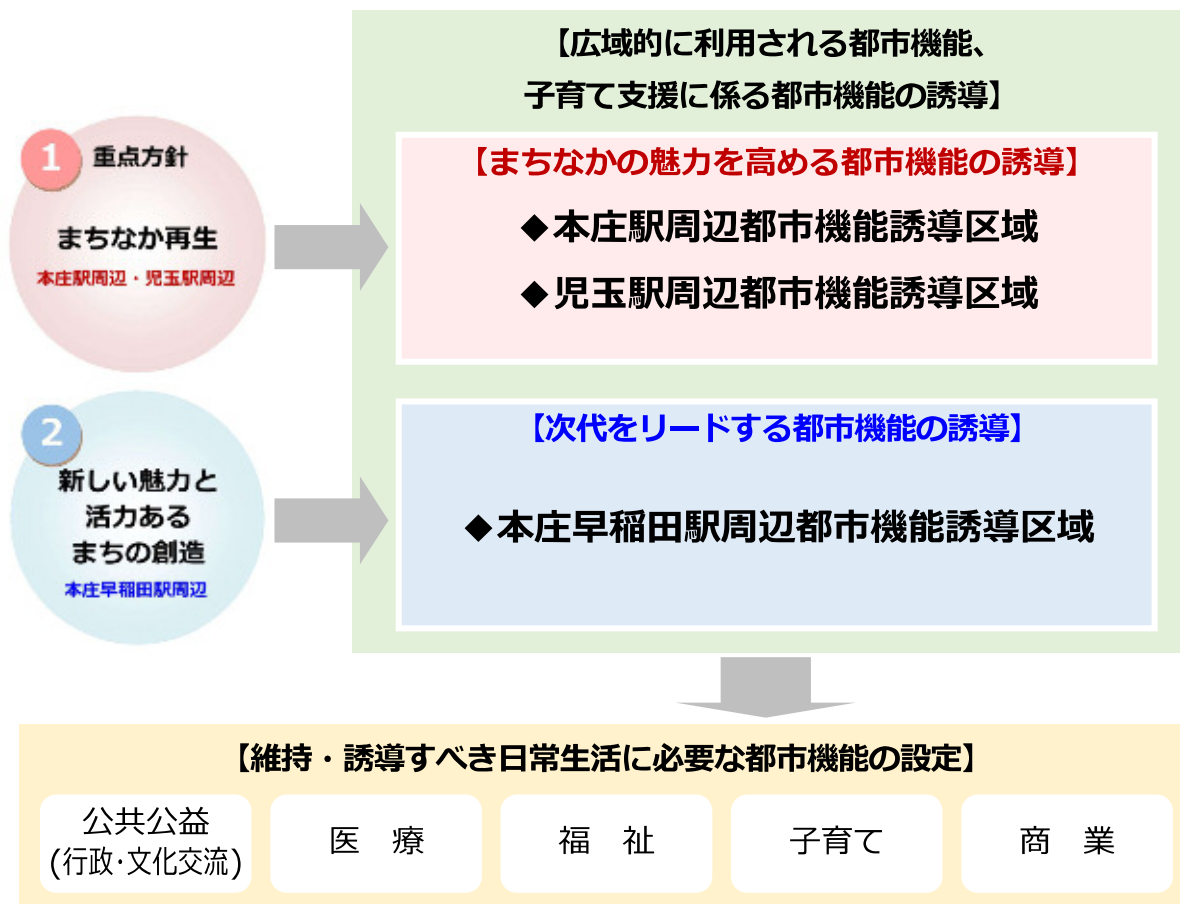 【広域的に利用される都市機能、
子育て支援に係る都市機能の誘導】
1
重点方針
まちなか再生
本庄駅周辺・児玉駅周辺
【まちなかの魅力を高める都市機能の誘導】
◆本庄駅周辺都市機能誘導区域
◆児玉駅周辺都市機能誘導区域
2
新しい魅力と
活力ある
まちの創造
本庄早稲田駅周辺
【次代をリードする都市機能の誘導】
◆本庄早稲田駅周辺都市機能誘導区域
【維持・誘導すべき日常生活に必要な都市機能の設定】
公共公益
(行政・文化交流)
医　療
福　祉
子育て
商　業